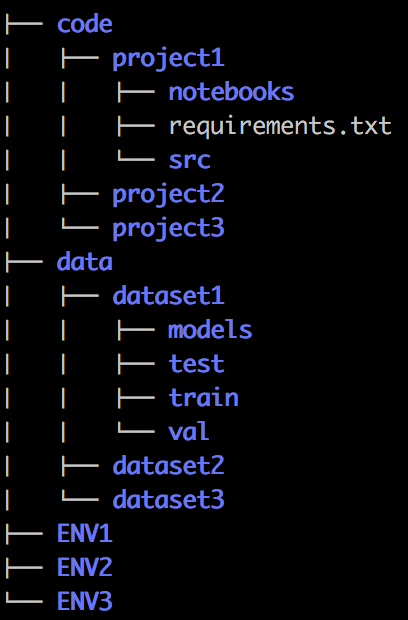 ├── code
│   ├── project1
│   │   ├── notebooks
│   │   ├── requirements.txt
│   │   └── src
│   ├── project2
│   └── project3
├── data
│   ├── dataset1
│   │   ├── models
│   │   ├── test
│   │   ├── train
│   │   └── val
│   ├── dataset2
│   └── dataset3
├── ENV1
├── ENV2
└── ENV3